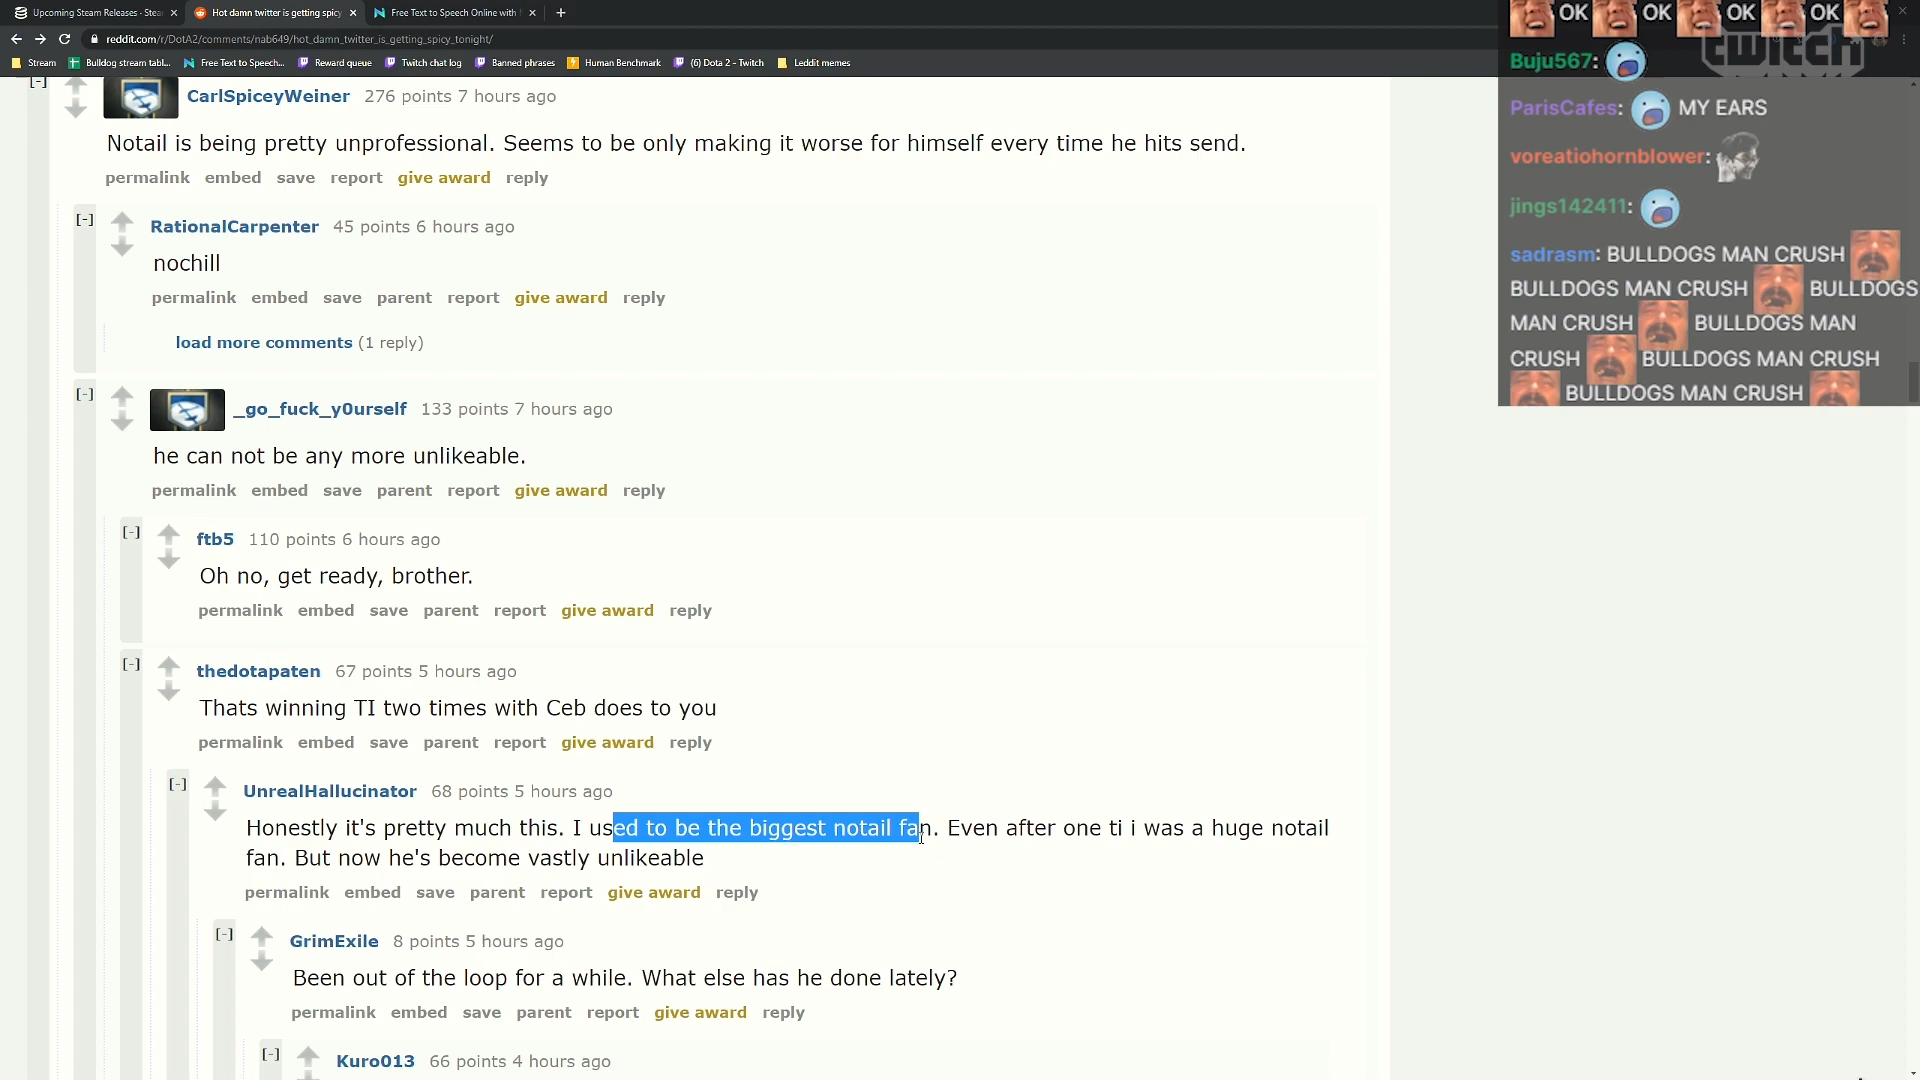 Upcoming Steam Releases - Stea
Hot damn twitter is getting spicy
Free Text to Speech Online with
reddit.com/r/DotA2/comments/nab649/hot_damn_twitter_is_getting_spicy_tonight/
Stream
Bulldog stream tabl...
Free Text to Speech...
Reward queue
Twitch chat log
Banned phrases
Human Benchmark
(6) Dota 2 - Twitch
Leddit memes
[-]
CarlSpiceyWeiner 276 points 7 hours ago
Notail is being pretty unprofessional. Seems to be only making it worse for himself every time he hits send.
permalink embed save report give award reply
[-]
RationalCarpenter 45 points 6 hours ago
nochill
permalink embed save parent report give award reply
load more comments (1 reply)
[-]
_go_fuck_y0urself 133 points 7 hours ago
he can not be any more unlikeable.
permalink embed save parent report give award reply
[-]
ftb5 110 points 6 hours ago
Oh no, get ready, brother.
permalink embed save parent report give award reply
[-]
thedotapaten 67 points 5 hours ago
Thats winning TI two times with Ceb does to you
permalink embed save parent report give award reply
[-]
UnrealHallucinator 68 points 5 hours ago
Honestly it's pretty much this. I used to be the biggest notail fan. Even after one ti i was a huge notail
fan. But now he's become vastly unlikeable
permalink embed save parent report give award reply
[-]
GrimExile 8 points 5 hours ago
Been out of the loop for a while. What else has he done lately?
permalink embed save parent report give award reply
[-]
Kuro013 66 points 4 hours ago
OK OK OK OK
twitch
Buju567:
ParisCafes: MY EARS
voreatiohornblower:
jings142411:
sadrasm: BULLDOGS MAN CRUSH
BULLDOGS MAN CRUSH BULLDOGS
MAN CRUSH BULLDOGS MAN
CRUSH BULLDOGS MAN CRUSH
BULLDOGS MAN CRUSH